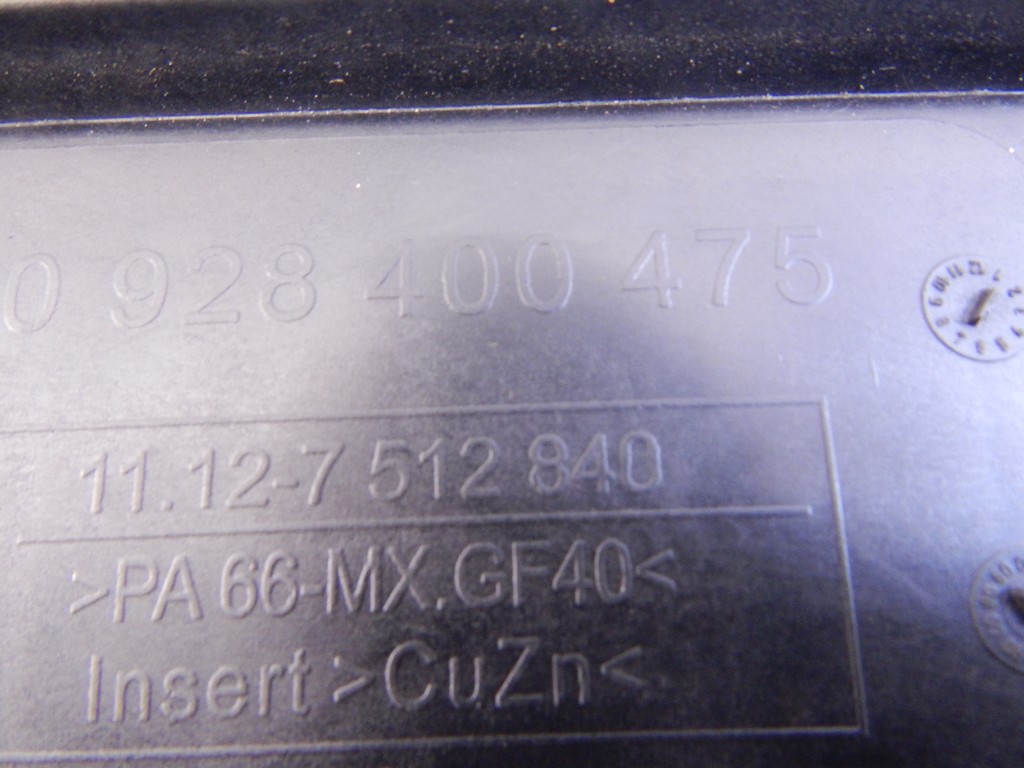 0 928 400 475
11.12-7 512 840
>PA 66-MX.GF40<
Insert >CuZn<